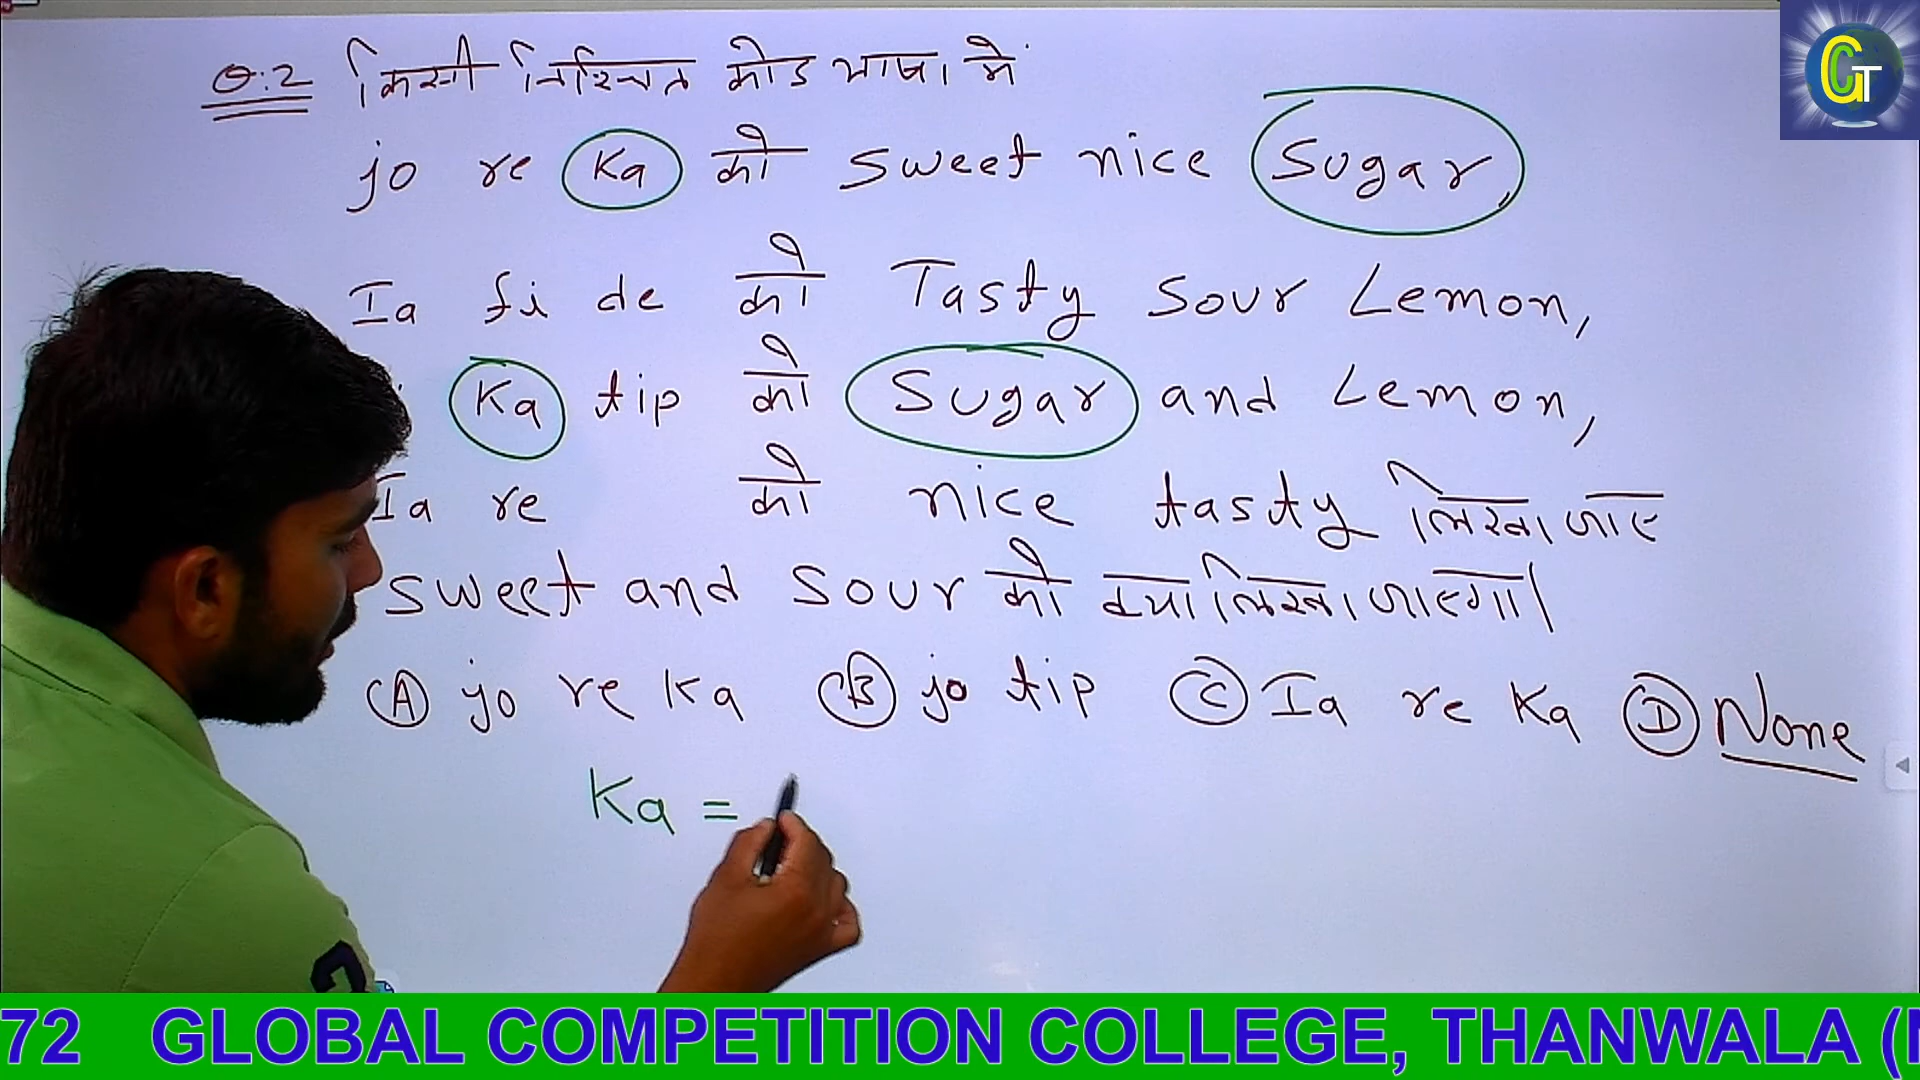 Q.2 किसी निश्चित कोड भाषा में
jo re Ka को sweet nice Sugar,
Ia fi de को Tasty Sour Lemon,
Ka tip को Sugar and Lemon,
Ia re को nice tasty लिखा जाए
sweet and Sour को क्या लिखा जाएगा।
(A) jo re Ka (B) jo tip (C) Ia re Ka (D) None
Ka =
GCT
72 GLOBAL COMPETITION COLLEGE, THANWALA (